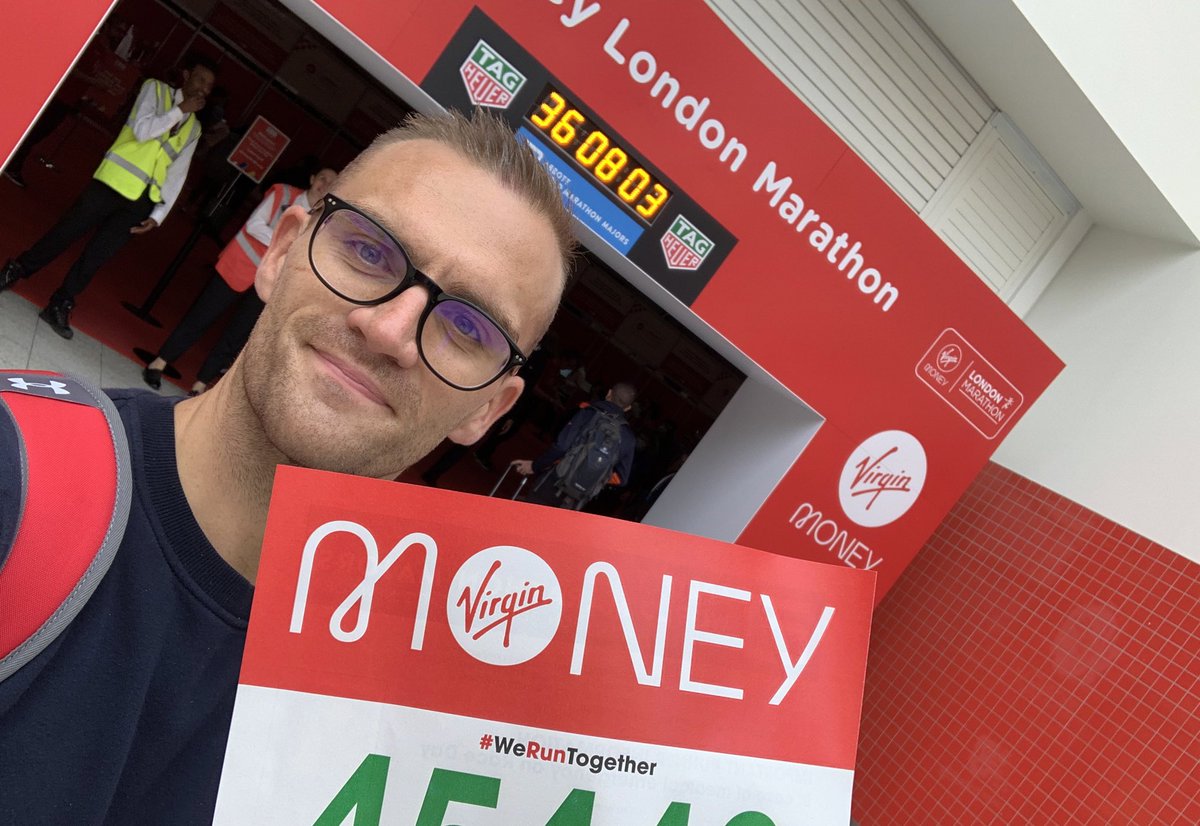 TAG
HEUER
36:08:03
ABBOTT
MARATHON MAJORS
London Marathon
TAG
HEUER
Virgin
MONEY
LONDON
MARATHON
Virgin
MONEY
MONEY
Virgin
#WeRunTogether